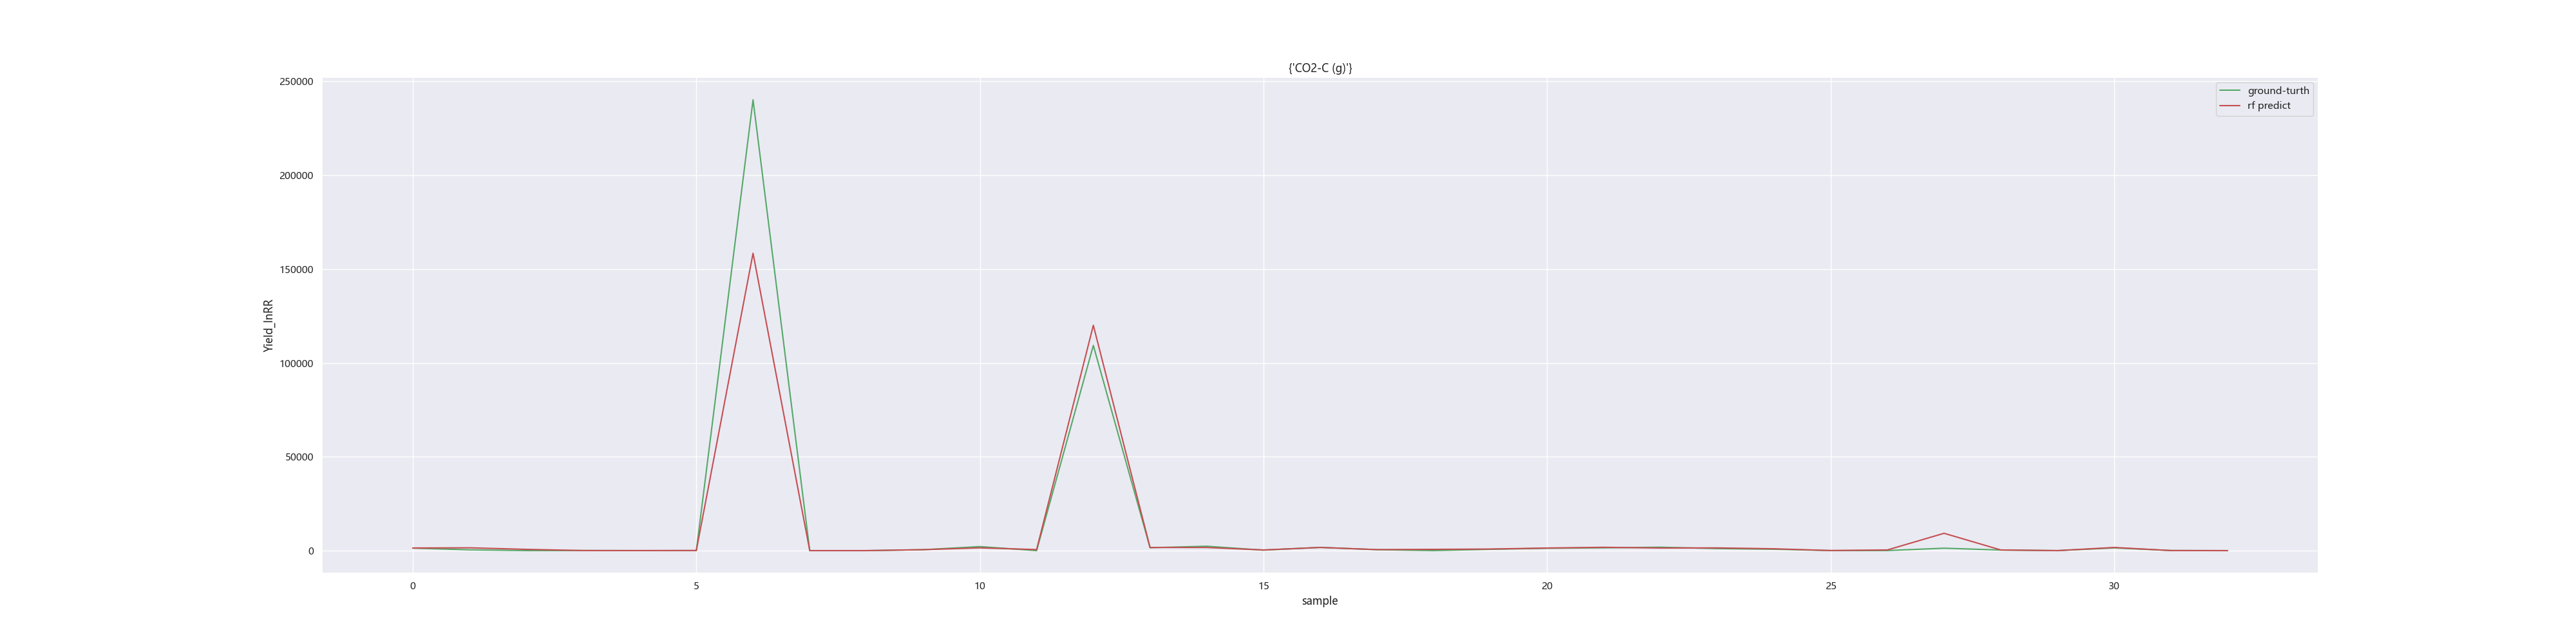 {'CO2-C (g)'}
250000
200000
150000
100000
50000
0
Yield_lnRR
ground-turth
rf predict
0 5 10 15 20 25 30
sample